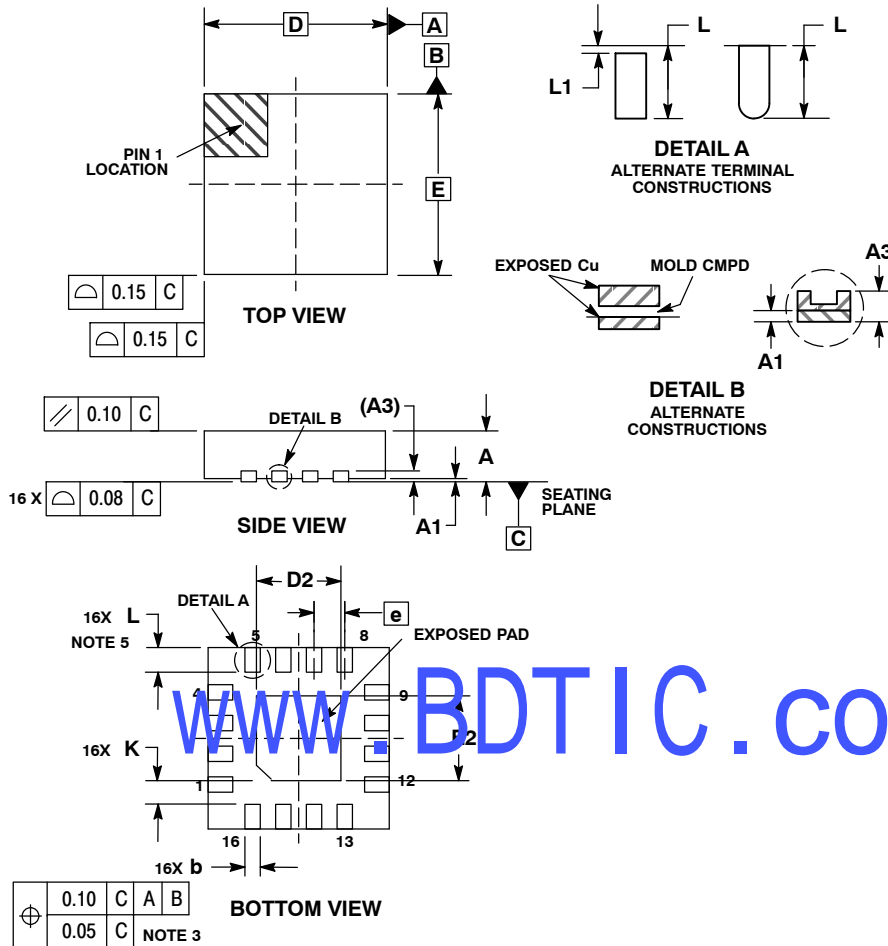 D
A
B
PIN 1
LOCATION
E
0.15 C
0.15 C
TOP VIEW
L
L
L1
DETAIL A
ALTERNATE TERMINAL
CONSTRUCTIONS
EXPOSED Cu
MOLD CMPD
A3
A1
DETAIL B
ALTERNATE
CONSTRUCTIONS
0.10 C
DETAIL B
(A3)
A
16 X 0.08 C
SIDE VIEW
A1
SEATING
PLANE
C
D2
DETAIL A
16X L
NOTE 5
5
e
8
EXPOSED PAD
4
9
www.BDTIC.co
E2
16X K
1
12
16
13
16X b
0.10 C A B
0.05 C NOTE 3
BOTTOM VIEW